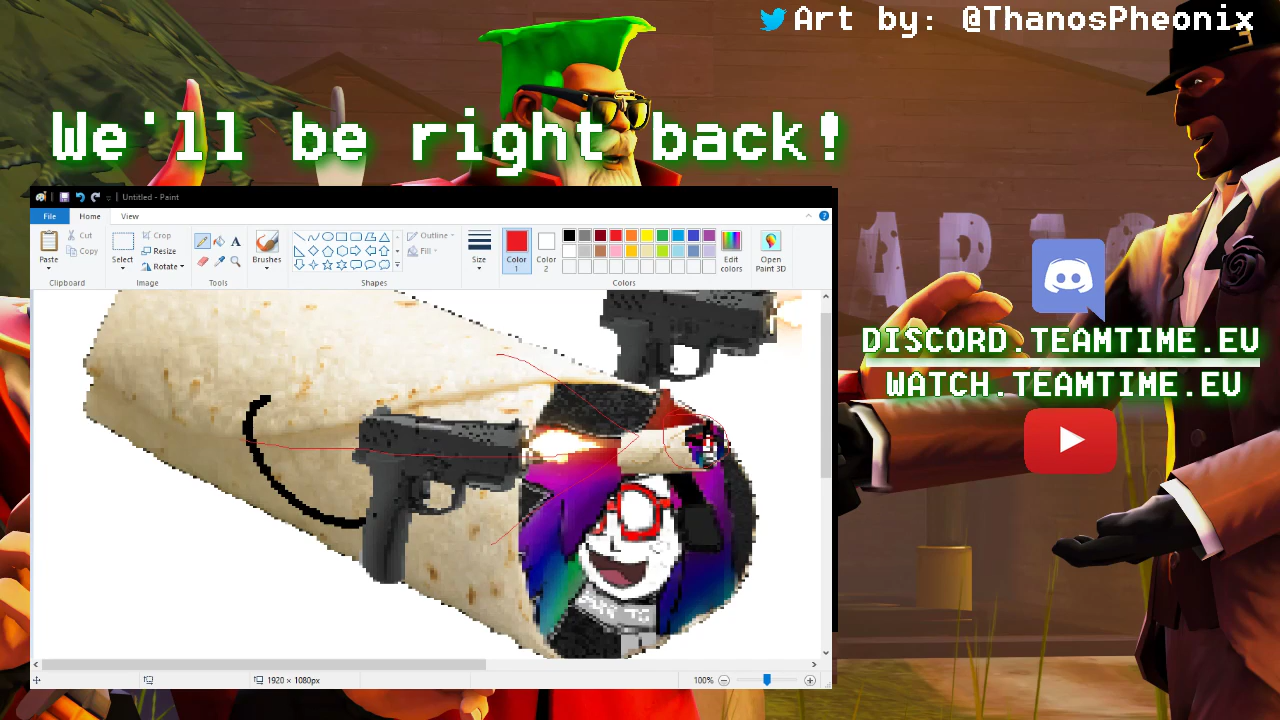 Art by: @ThanosPheonix
We'll be right back!
Untitled - Paint
File Home View
Paste
Cut
Copy
Clipboard
Select
Crop
Resize
Rotate
Image
Tools
Brushes
Outline
Fill
Shapes
Size
Color 1
Color 2
Colors
Edit colors
Open Paint 3D
DISCORD.TEAMTIME.EU
WATCH.TEAMTIME.EU
1920 × 1080px
100%